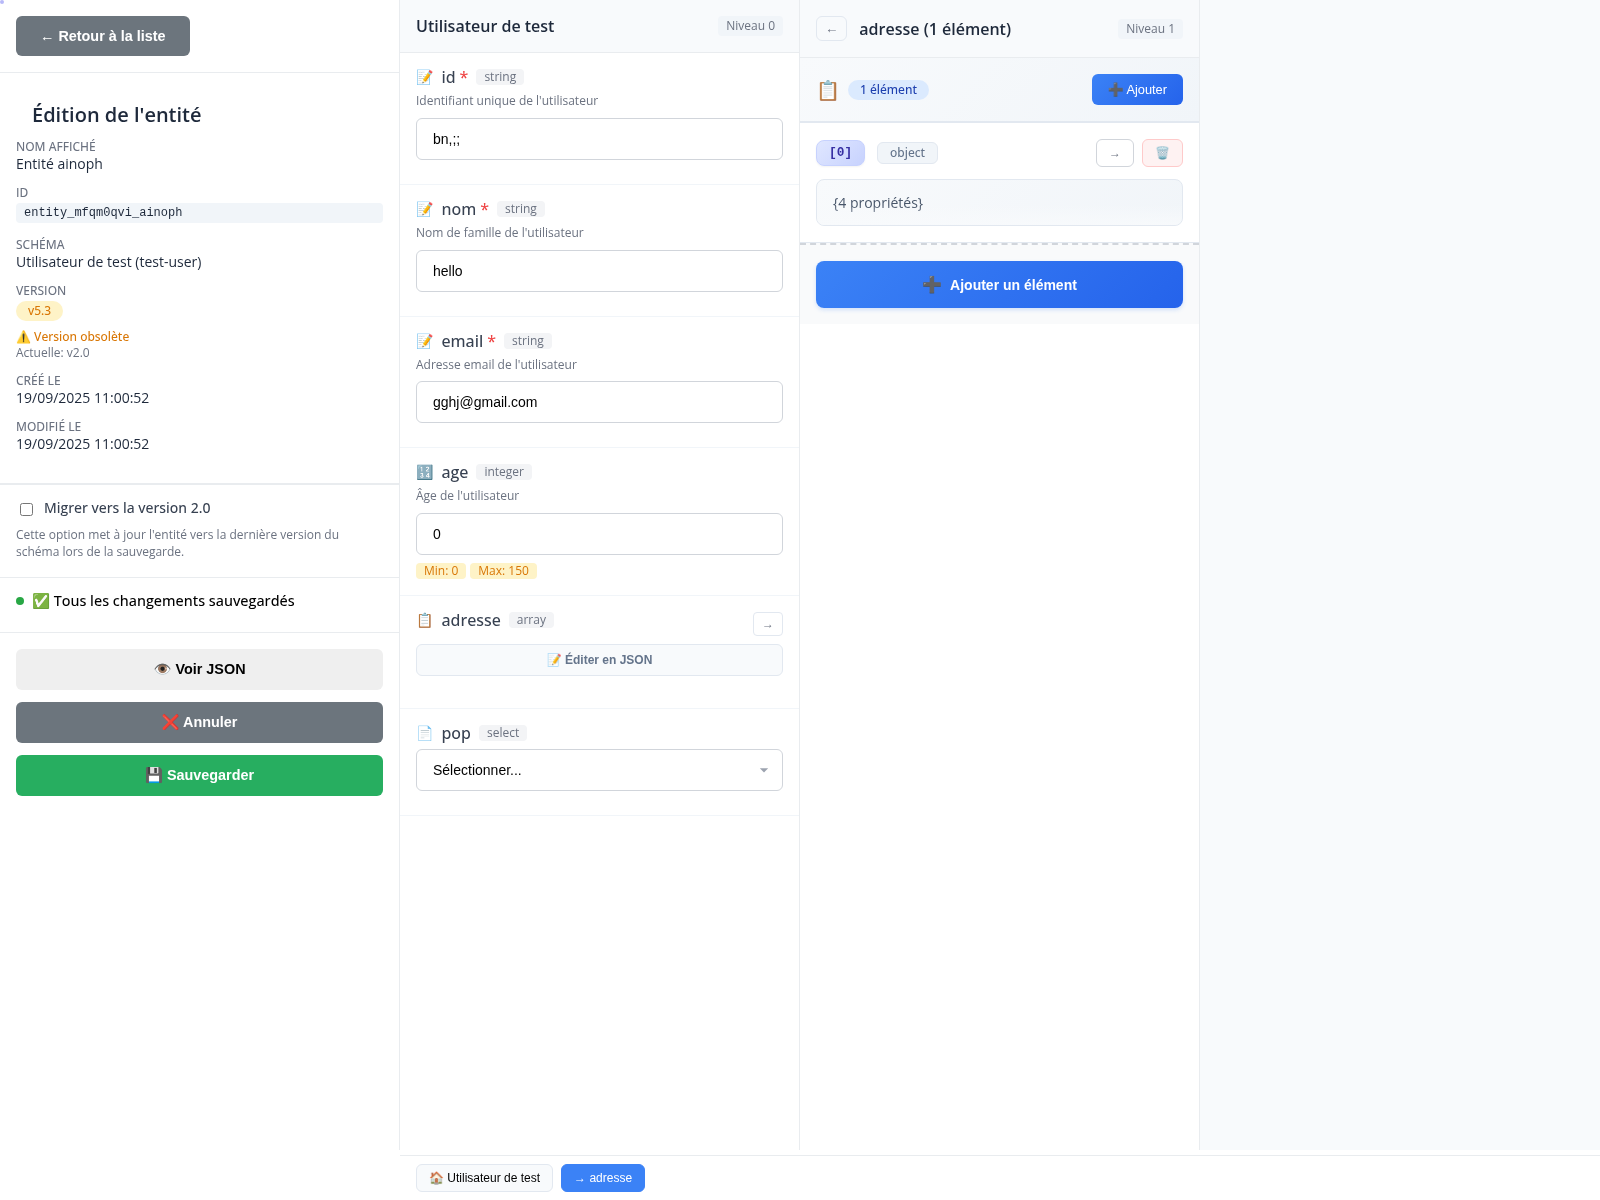 ← Retour à la liste
Édition de l'entité
NOM AFFICHÉ
Entité ainoph
ID
entity_mfqm0qvi_ainoph
SCHÉMA
Utilisateur de test (test-user)
VERSION
v5.3
⚠️ Version obsolète
Actuelle: v2.0
CRÉÉ LE
19/09/2025 11:00:52
MODIFIÉ LE
19/09/2025 11:00:52
Migrer vers la version 2.0
Cette option met à jour l'entité vers la dernière version du
schéma lors de la sauvegarde.
✅ Tous les changements sauvegardés
👁️ Voir JSON
❌ Annuler
💾 Sauvegarder
Utilisateur de test
Niveau 0
📝 id * string
Identifiant unique de l'utilisateur
bn,;;
📝 nom * string
Nom de famille de l'utilisateur
hello
📝 email * string
Adresse email de l'utilisateur
gghj@gmail.com
🔢 age integer
Âge de l'utilisateur
0
Min: 0 Max: 150
📋 adresse array →
📝 Éditer en JSON
📄 pop select
Sélectionner...
← adresse (1 élément) Niveau 1
📋 1 élément ➕ Ajouter
[0] object → 🗑️
{4 propriétés}
➕ Ajouter un élément
🏠 Utilisateur de test → adresse